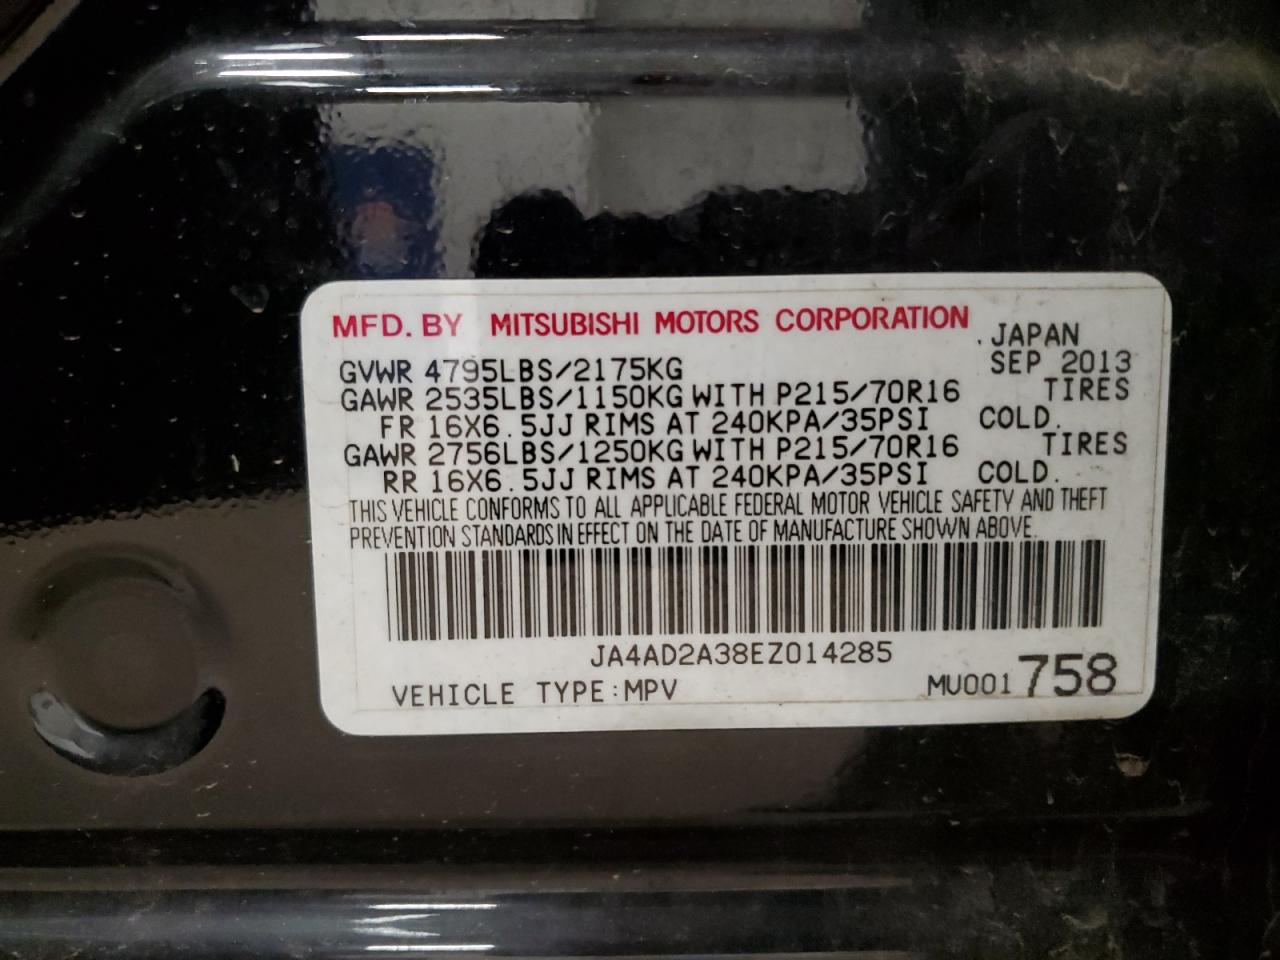 MFD. BY MITSUBISHI MOTORS CORPORATION
JAPAN
GVWR 4795LBS/2175KG SEP 2013
GAWR 2535LBS/1150KG WITH P215/70R16 TIRES
FR 16X6.5JJ RIMS AT 240KPA/35PSI COLD.
GAWR 2756LBS/1250KG WITH P215/70R16 TIRES
RR 16X6.5JJ RIMS AT 240KPA/35PSI COLD.
THIS VEHICLE CONFORMS TO ALL APPLICABLE FEDERAL MOTOR VEHICLE SAFETY AND THEFT
PREVENTION STANDARDS IN EFFECT ON THE DATE OF MANUFACTURE SHOWN ABOVE.
JA4AD2A38EZ014285
VEHICLE TYPE:MPV MU001758